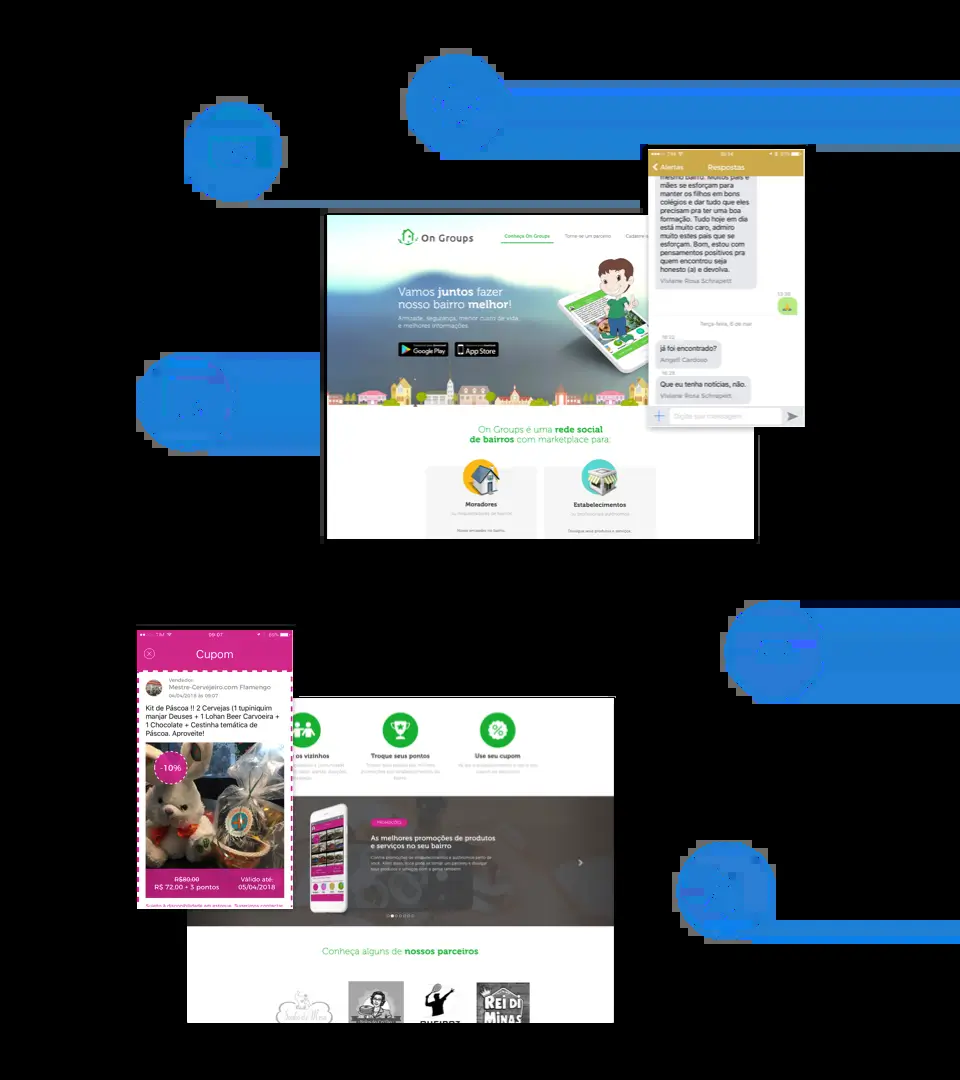 On Groups
Conheça On Groups
Torne-se um parceiro
Vamos juntos fazer
nosso bairro melhor!
Amizade, segurança, menor custo de vida
e melhores informações.
Google Play
App Store
On Groups é uma rede social
de bairros com marketplace para:
Moradores
Estabelecimentos
TIM
Alertas
Respostas
mesmo bairro. Muitos pais e
mães se esforçam para
manter os filhos em bons
colégios e dar tudo que eles
precisam pra ter uma boa
formação. Tudo hoje em dia
está muito caro, admiro
muito estes pais que se
esforçam. Bom, estou com
pensamentos positivos pra
quem encontrou seja
honesto (a) e devolva.
Viviane Rosa Schnapett
Terça-feira, 8 de mai
já foi encontrado?
Angell Cardoso
Que eu tenha notícias, não.
Viviane Rosa Schnapett
Digite sua mensagem
TIM
09:07
85%
Cupom
Vendedor:
Mestre-Cervejeiro.com Flamengo
04/04/2018 às 09:07
Kit de Páscoa !! 2 Cervejas (1 tupiniquim
manjar Deuses + 1 Lohan Beer Carvoeira +
1 Chocolate + Cestinha temática de
Páscoa. Aproveite!
-10%
R$80,00
R$ 72,00 + 3 pontos
Válido até:
05/04/2018
os vizinhos
Troque seus pontos
Use seu cupom
PROMOÇÕES
As melhores promoções de produtos
e serviços no seu bairro
Conheça alguns de nossos parceiros
REI DI
MINAS